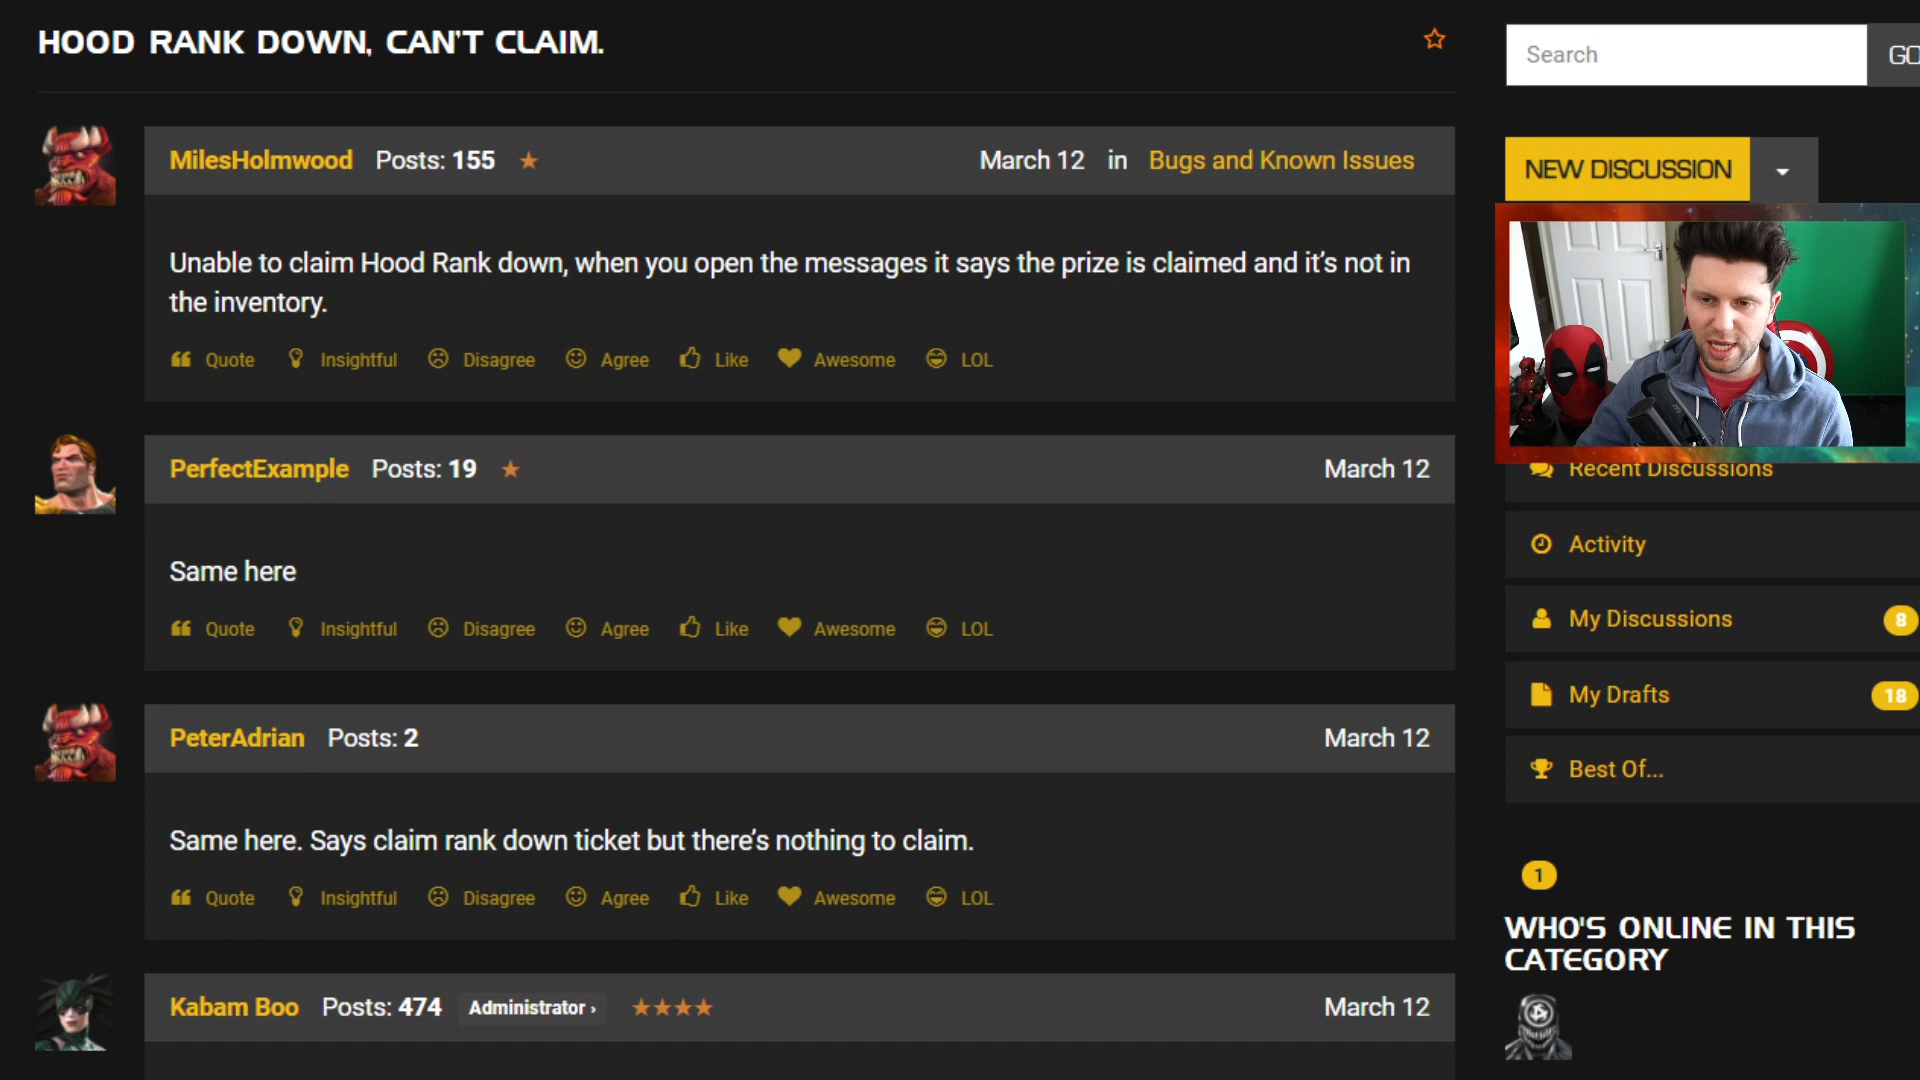 HOOD RANK DOWN, CAN'T CLAIM.
Search
GO
MilesHolmwood Posts: 155 March 12 in Bugs and Known Issues
NEW DISCUSSION
Unable to claim Hood Rank down, when you open the messages it says the prize is claimed and it's not in
the inventory.
Quote Insightful Disagree Agree Like Awesome LOL
PerfectExample Posts: 19 March 12
Recent Discussions
Same here
Activity
Quote Insightful Disagree Agree Like Awesome LOL
My Discussions 8
My Drafts 18
PeterAdrian Posts: 2 March 12
Best Of...
Same here. Says claim rank down ticket but there's nothing to claim.
Quote Insightful Disagree Agree Like Awesome LOL
1
WHO'S ONLINE IN THIS
CATEGORY
Kabam Boo Posts: 474 Administrator › March 12